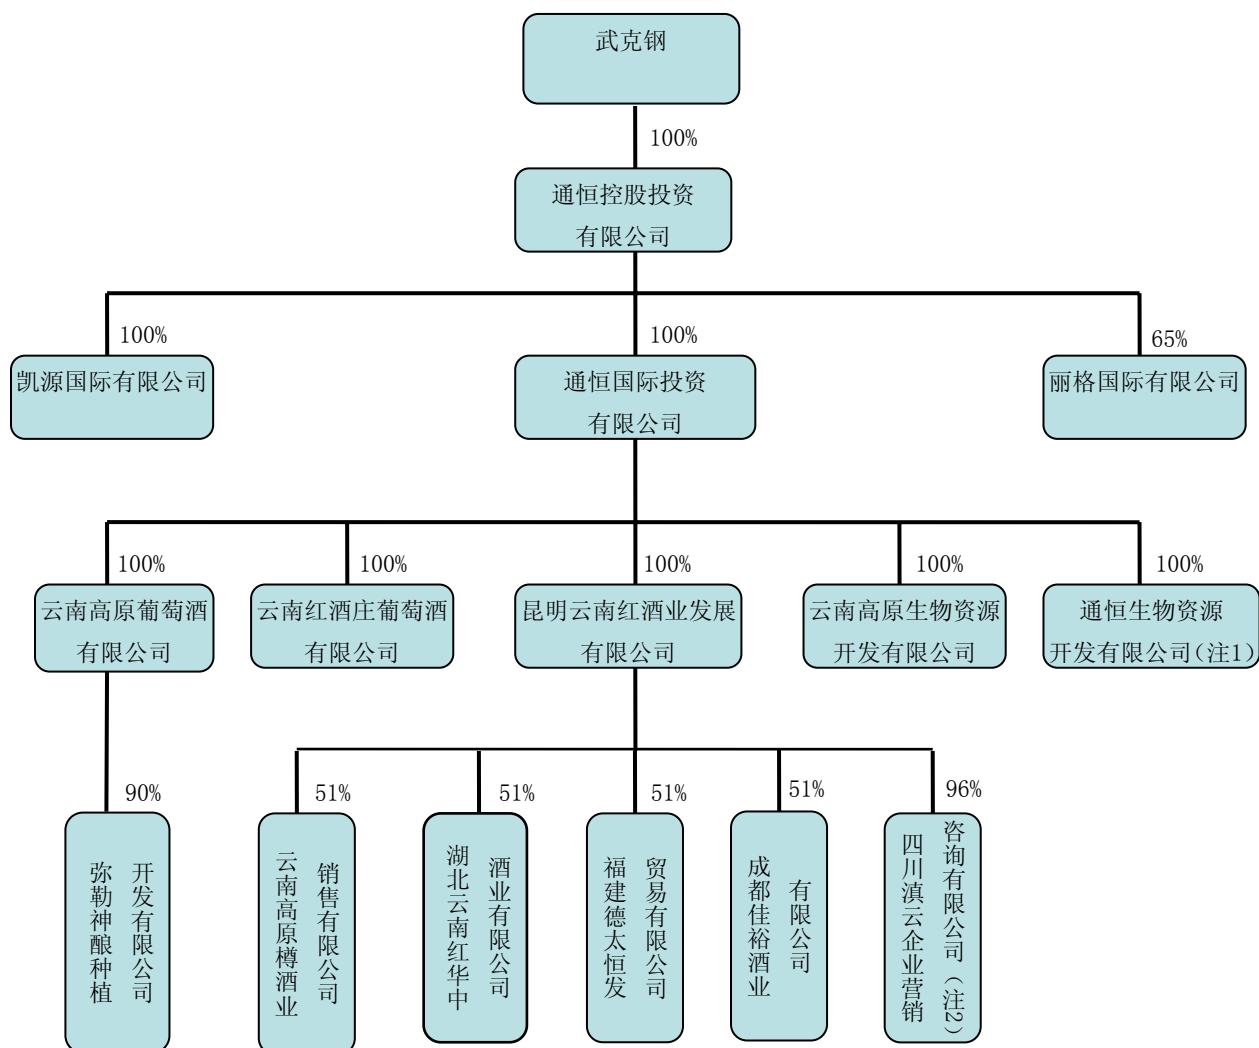 武克钢
100%
通恒控股投资
有限公司
100%
100%
65%
凯源国际有限公司
通恒国际投资
有限公司
丽格国际有限公司
100%
100%
100%
100%
100%
云南高原葡萄酒
有限公司
云南红酒庄葡萄酒
有限公司
昆明云南红酒业发展
有限公司
云南高原生物资源
开发有限公司
通恒生物资源
开发有限公司(注1)
90%
51%
51%
51%
51%
96%
弥勒神酿种植
开发有限公司
云南高原樽酒业
销售有限公司
湖北云南红华中
酒业有限公司
福建德太恒发
贸易有限公司
成都佳裕酒业
有限公司
四川滇云企业营销
咨询有限公司(注2)